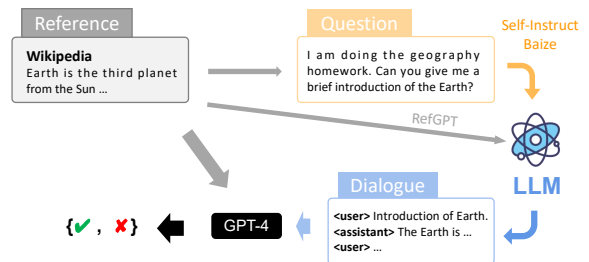 Reference
Wikipedia
Earth is the third planet
from the Sun ...
Question
I am doing the geography
homework. Can you give me a
brief introduction of the Earth?
Self-Instruct
Baize
RefGPT
LLM
Dialogue
<user> Introduction of Earth.
<assistant> The Earth is ...
<user> ...
GPT-4
{✔, ✘}